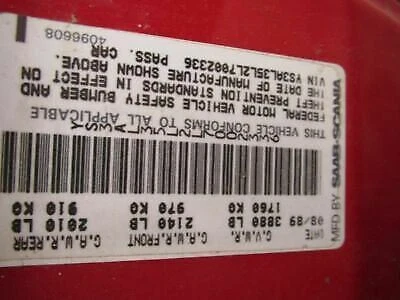 MFD BY SAAB-SCANIA
DATE G.V.W.R. G.A.W.R.FRONT G.A.W.R.REAR
08/89 3880 LB 2140 LB 2010 LB
1760 KG 970 KG 910 KG
THIS VEHICLE CONFORMS TO ALL APPLICABLE
FEDERAL MOTOR VEHICLE SAFETY BUMBER AND
THEFT PREVENTION STANDARDS IN EFFECT ON
THE DATE OF MANUFACTURE SHOWN ABOVE.
VIN YS3AL35L2L7002336 PASS. CAR
4096608